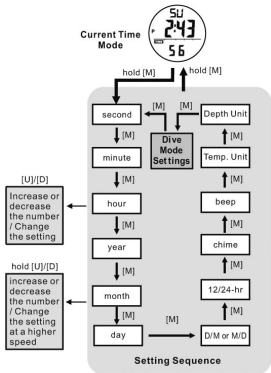 SU
Current Time
Mode
P 2:43
56
hold [M]
hold [M]
second
[M]
[M]
Depth Unit
Dive
Mode
Settings
[M]
[M]
minute
Temp. Unit
[U]/[D]
Increase or
decrease
the number
/ Change
the setting
[M]
[M]
hour
beep
[M]
[M]
year
chime
hold [U]/[D]
increase or
decrease
the number
/ Change
the setting
at a higher
speed
[M]
[M]
month
12/24-hr
[M]
[M]
[M]
day
D/M or M/D
Setting Sequence